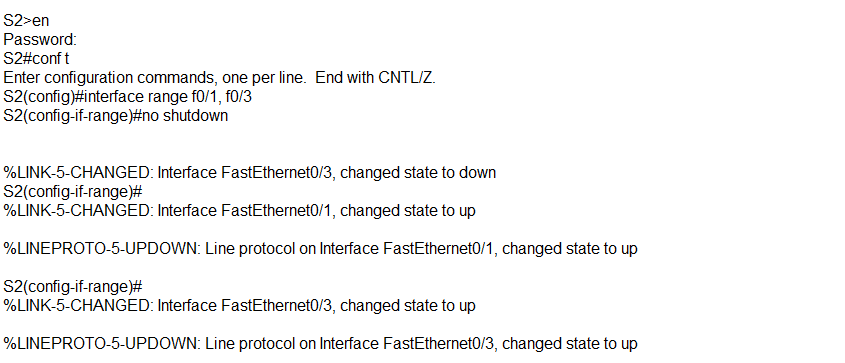 S2>en
Password:
S2#conf t
Enter configuration commands, one per line.  End with CNTL/Z.
S2(config)#interface range f0/1, f0/3
S2(config-if-range)#no shutdown
%LINK-5-CHANGED: Interface FastEthernet0/3, changed state to down
S2(config-if-range)#
%LINK-5-CHANGED: Interface FastEthernet0/1, changed state to up
%LINEPROTO-5-UPDOWN: Line protocol on Interface FastEthernet0/1, changed state to up
S2(config-if-range)#
%LINK-5-CHANGED: Interface FastEthernet0/3, changed state to up
%LINEPROTO-5-UPDOWN: Line protocol on Interface FastEthernet0/3, changed state to up